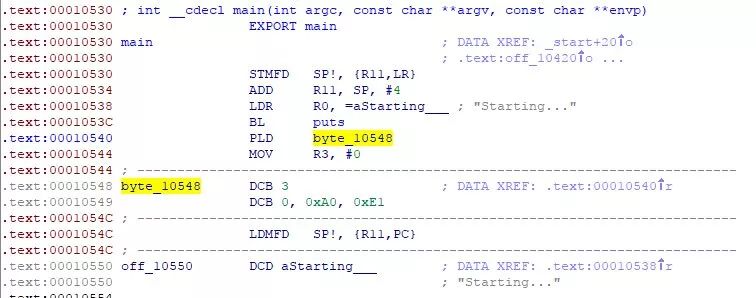 .text:00010530 ; int __cdecl main(int argc, const char **argv, const char **envp)
.text:00010530 EXPORT main
.text:00010530 main ; DATA XREF: _start+20↑o
.text:00010530 ; .text:off_10420↑o ...
.text:00010530 STMFD SP!, {R11,LR}
.text:00010534 ADD R11, SP, #4
.text:00010538 LDR R0, =aStarting___ ; "Starting..."
.text:0001053C BL puts
.text:00010540 PLD byte_10548
.text:00010544 MOV R3, #0
.text:00010544 ; ---------------------------------------------------------------------------
.text:00010548 byte_10548 DCB 3 ; DATA XREF: .text:00010540↑r
.text:00010549 DCB 0, 0xA0, 0xE1
.text:0001054C ; ---------------------------------------------------------------------------
.text:0001054C LDMFD SP!, {R11,PC}
.text:0001054C ; ---------------------------------------------------------------------------
.text:00010550 off_10550 DCD aStarting___ ; DATA XREF: .text:00010538↑r
.text:00010550 ; "Starting..."